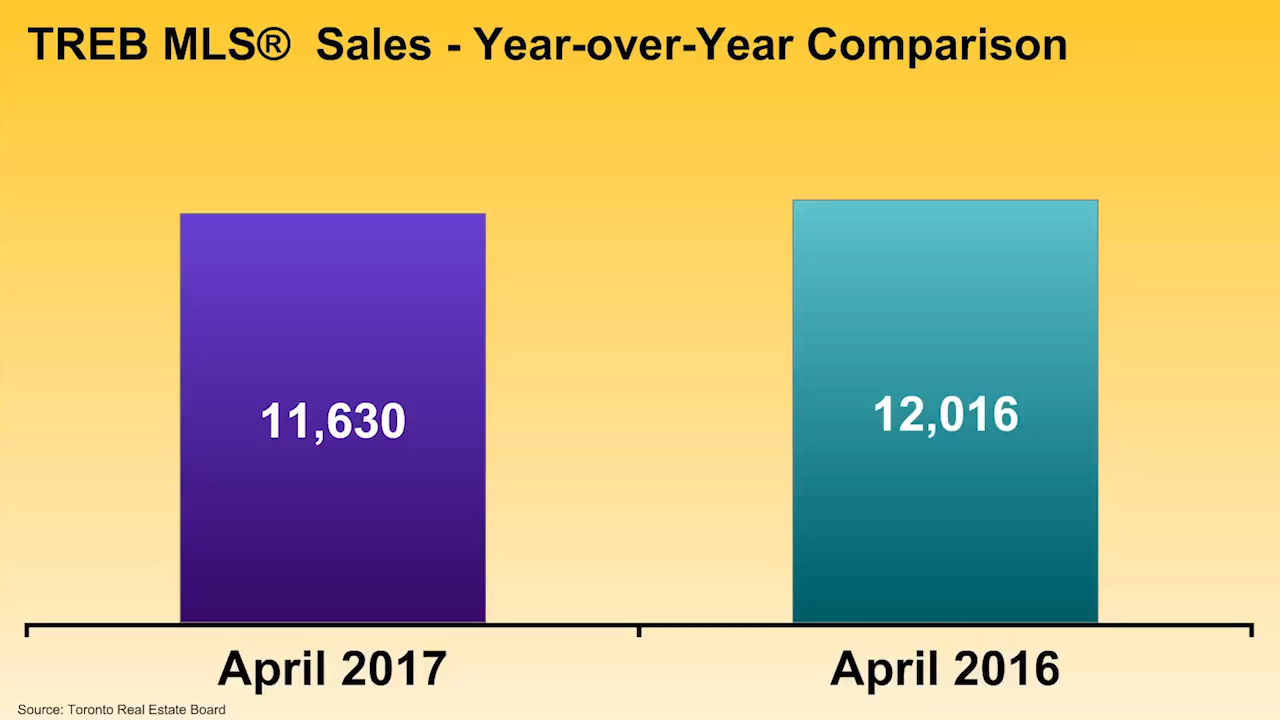 TREB MLS® Sales - Year-over-Year Comparison
11,630
12,016
April 2017
April 2016
Source: Toronto Real Estate Board